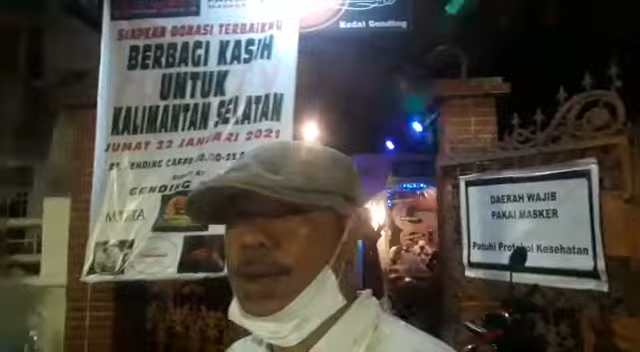 Kedai Gending
SIAPKAN DONASI TERBAIKMU
BERBAGI KASIH
UNTUK
KALIMANTAN SELATAN
JUMAT 22 JANUARI 2021
GENDING
DAERAH WAJIB
PAKAI MASKER
Patuhi Protokol Kesehatan